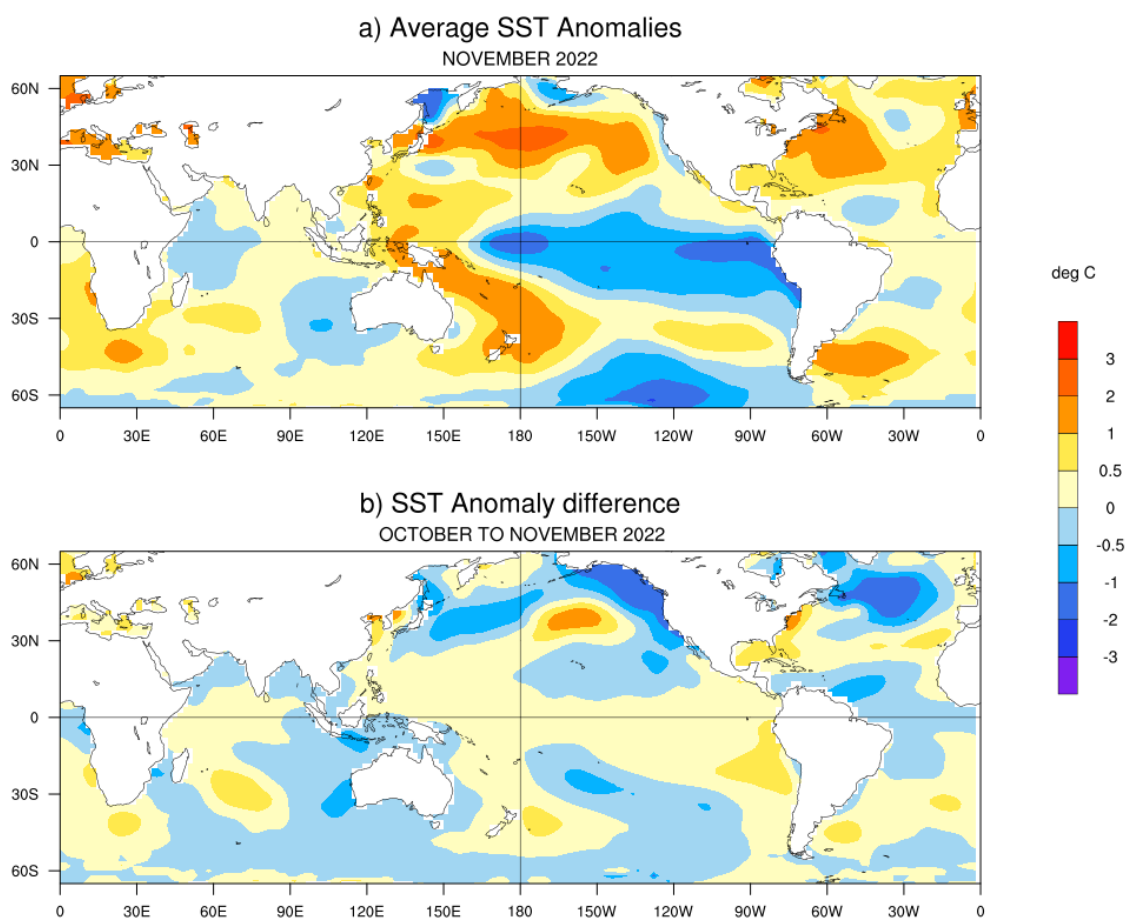 a) Average SST Anomalies
NOVEMBER 2022
60N
30N
0
30S
60S
0 30E 60E 90E 120E 150E 180 150W 120W 90W 60W 30W 0
deg C
3
2
1
0.5
0
-0.5
-1
-2
-3
b) SST Anomaly difference
OCTOBER TO NOVEMBER 2022
60N
30N
0
30S
60S
0 30E 60E 90E 120E 150E 180 150W 120W 90W 60W 30W 0